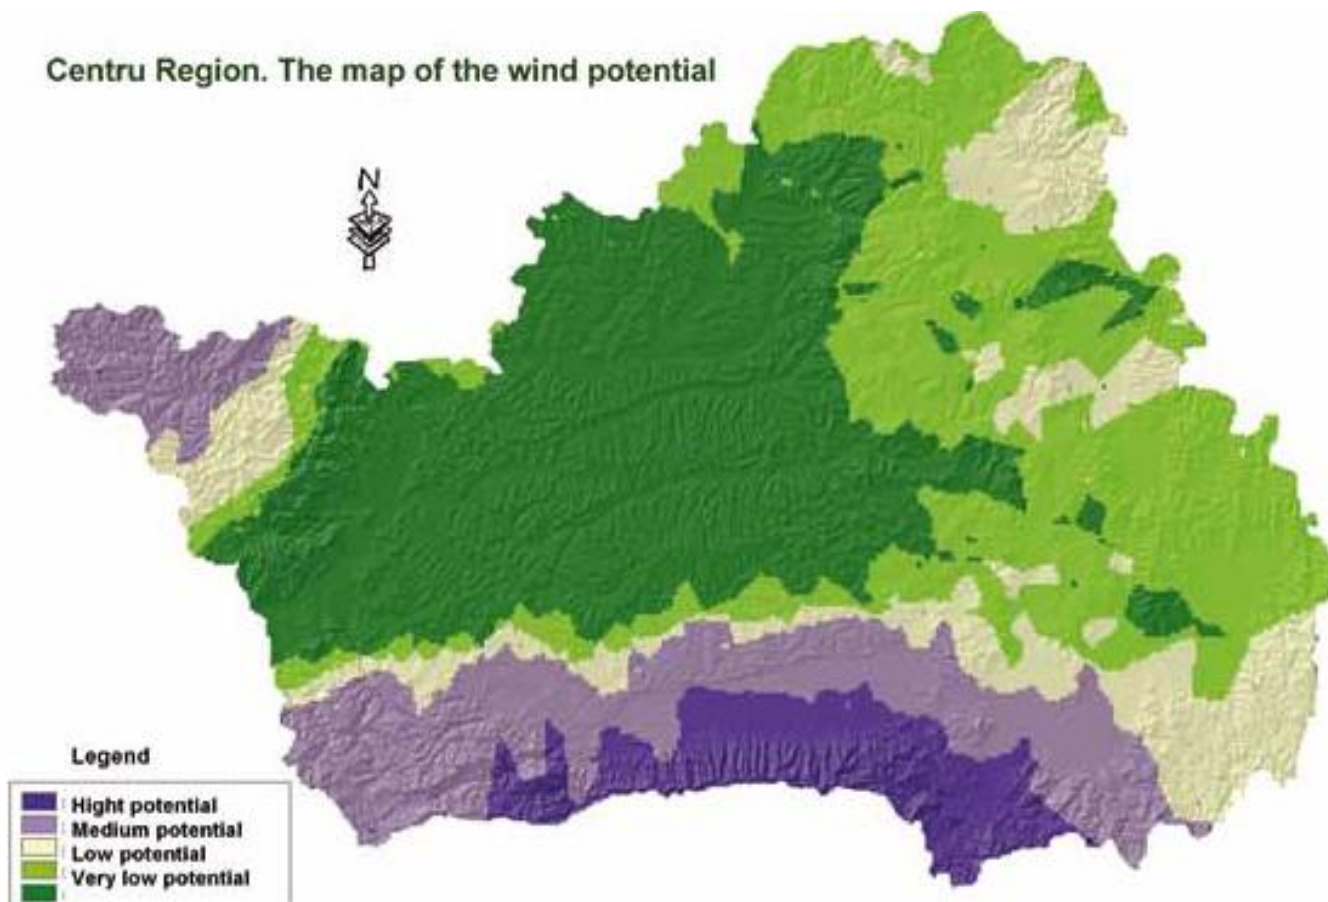 Centru Region. The map of the wind potential
N
Legend
Hight potential
Medium potential
Low potential
Very low potential